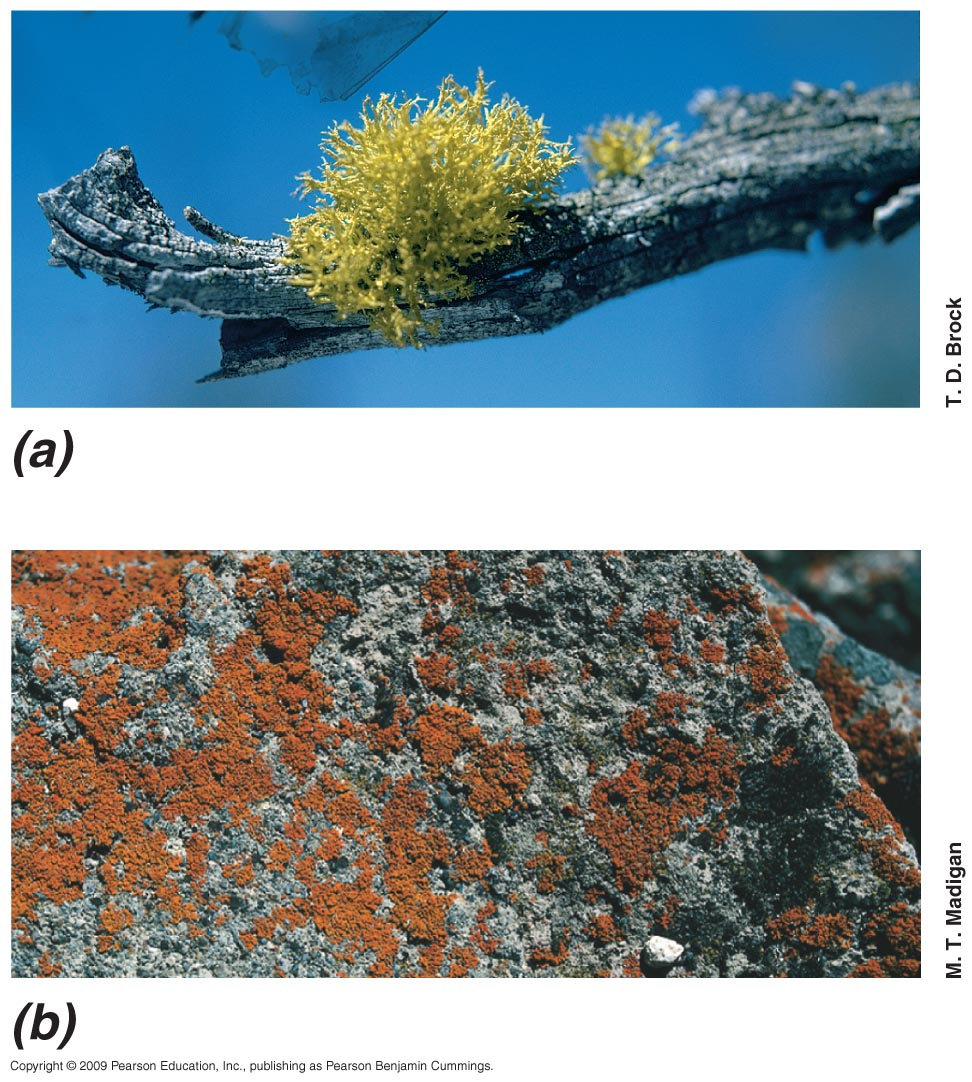 T. D. Brock
(a)
M. T. Madigan
(b)
Copyright © 2009 Pearson Education, Inc., publishing as Pearson Benjamin Cummings.